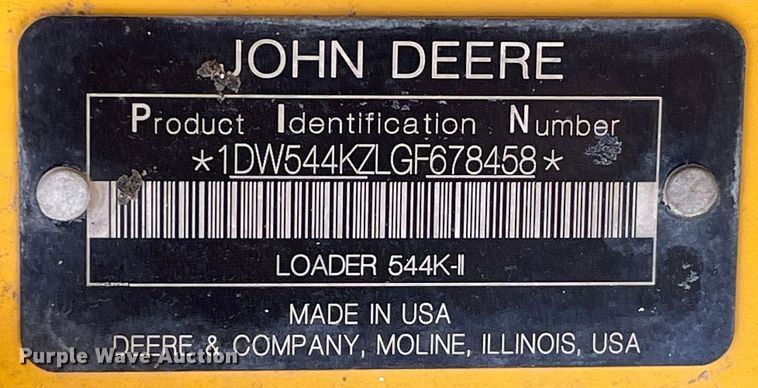 JOHN DEERE
Product Identification Number
*1DW544KZLGF678458*
LOADER 544K-II
MADE IN USA
DEERE & COMPANY, MOLINE, ILLINOIS, USA
Purple Wave Auction